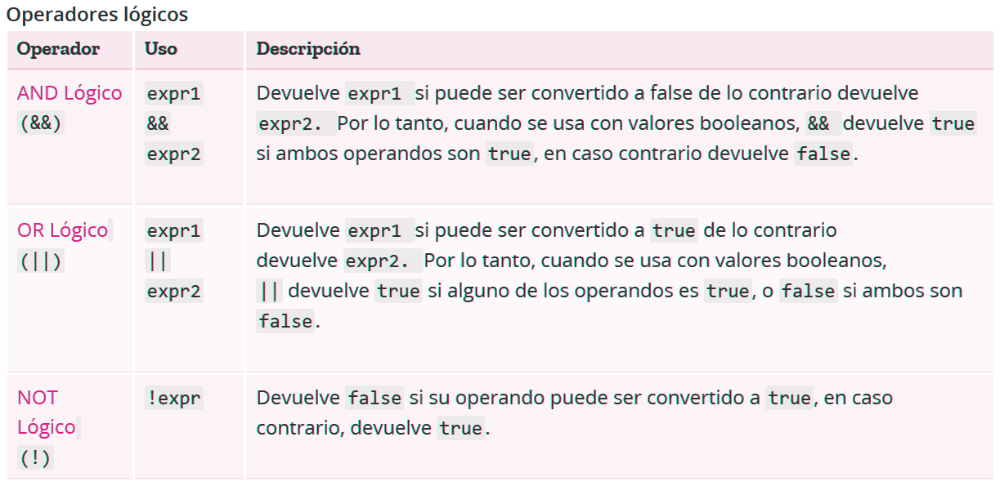 Operadores lógicos
Operador Uso Descripción
AND Lógico
(&&)
expr1
&&
expr2
Devuelve expr1 si puede ser convertido a false de lo contrario devuelve
expr2. Por lo tanto, cuando se usa con valores booleanos, && devuelve true
si ambos operandos son true, en caso contrario devuelve false.
OR Lógico
(||)
expr1
||
expr2
Devuelve expr1 si puede ser convertido a true de lo contrario
devuelve expr2. Por lo tanto, cuando se usa con valores booleanos,
|| devuelve true si alguno de los operandos es true, o false si ambos son
false.
NOT
Lógico
(!)
!expr
Devuelve false si su operando puede ser convertido a true, en caso
contrario, devuelve true.